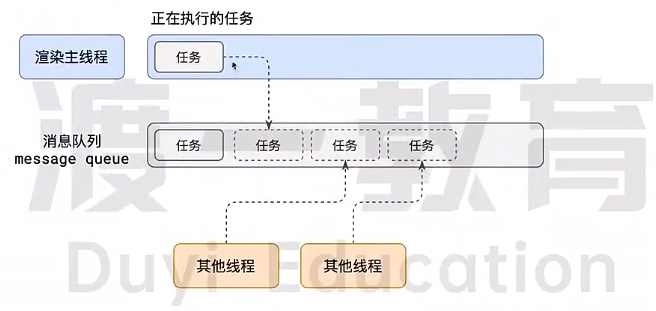 正在执行的任务
渲染主线程
任务
消息队列
message queue
任务
任务
任务
任务
其他线程
其他线程
渡一教育
Duyi Education